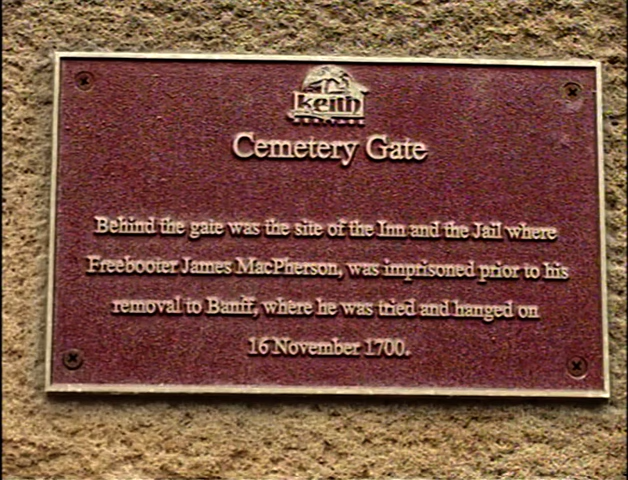 keith
HERITAGE
Cemetery Gate
Behind the gate was the site of the Inn and the Jail where
Freebooter James MacPherson, was imprisoned prior to his
removal to Banff, where he was tried and hanged on
16 November 1700.